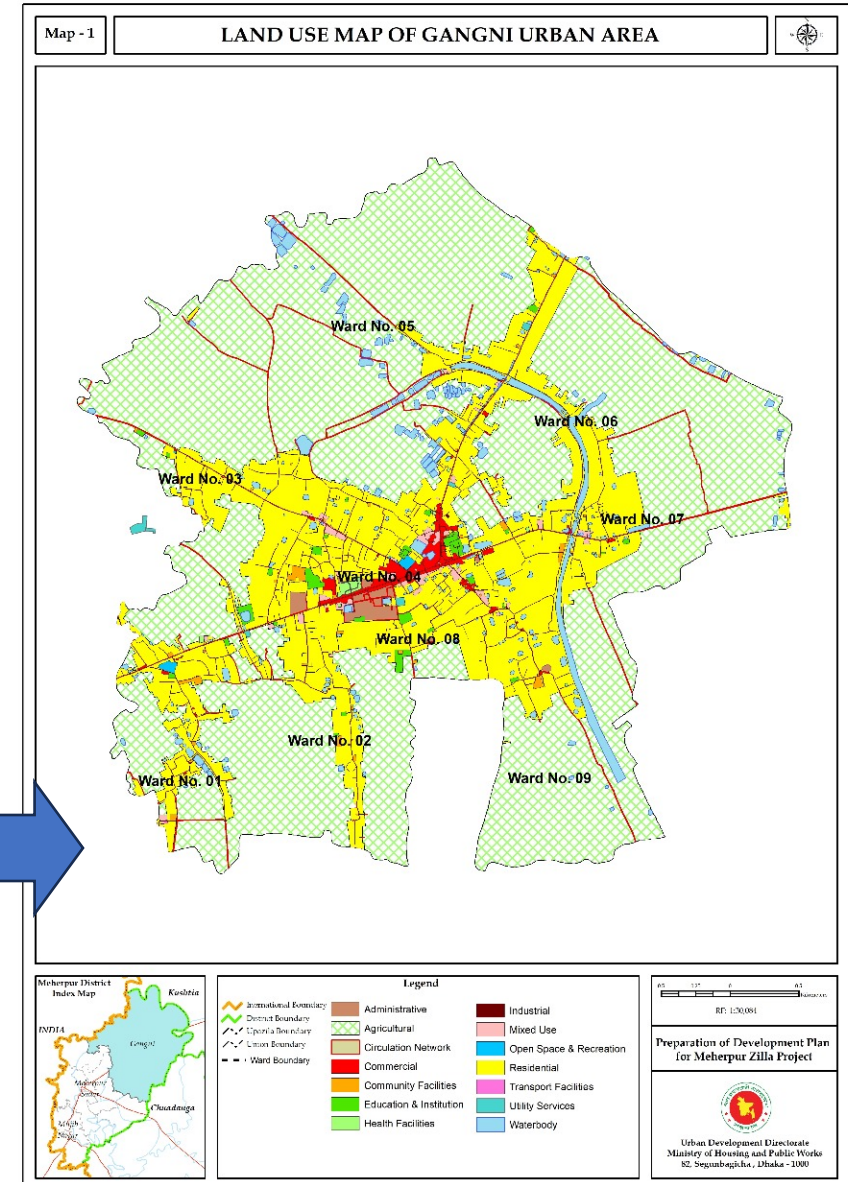 Map - 1
LAND USE MAP OF GANGNI URBAN AREA
Ward No. 05
Ward No. 06
Ward No. 03
Ward No. 07
Ward No. 04
Ward No. 08
Ward No. 02
Ward No. 01
Ward No. 09
Meherpur District
Index Map
Kushtia
INDIA
Gangni
Meherpur
Sadar
Chuadanga
Mujib
Nagar
Legend
International Boundary
District Boundary
Upazila Boundary
Union Boundary
Ward Boundary
Administrative
Agricultural
Circulation Network
Commercial
Community Facilities
Education & Institution
Health Facilities
Industrial
Mixed Use
Open Space & Recreation
Residential
Transport Facilities
Utility Services
Waterbody
Preparation of Development Plan
for Meherpur Zilla Project
Urban Development Directorate
Ministry of Housing and Public Works
82, Segunbagicha , Dhaka - 1000